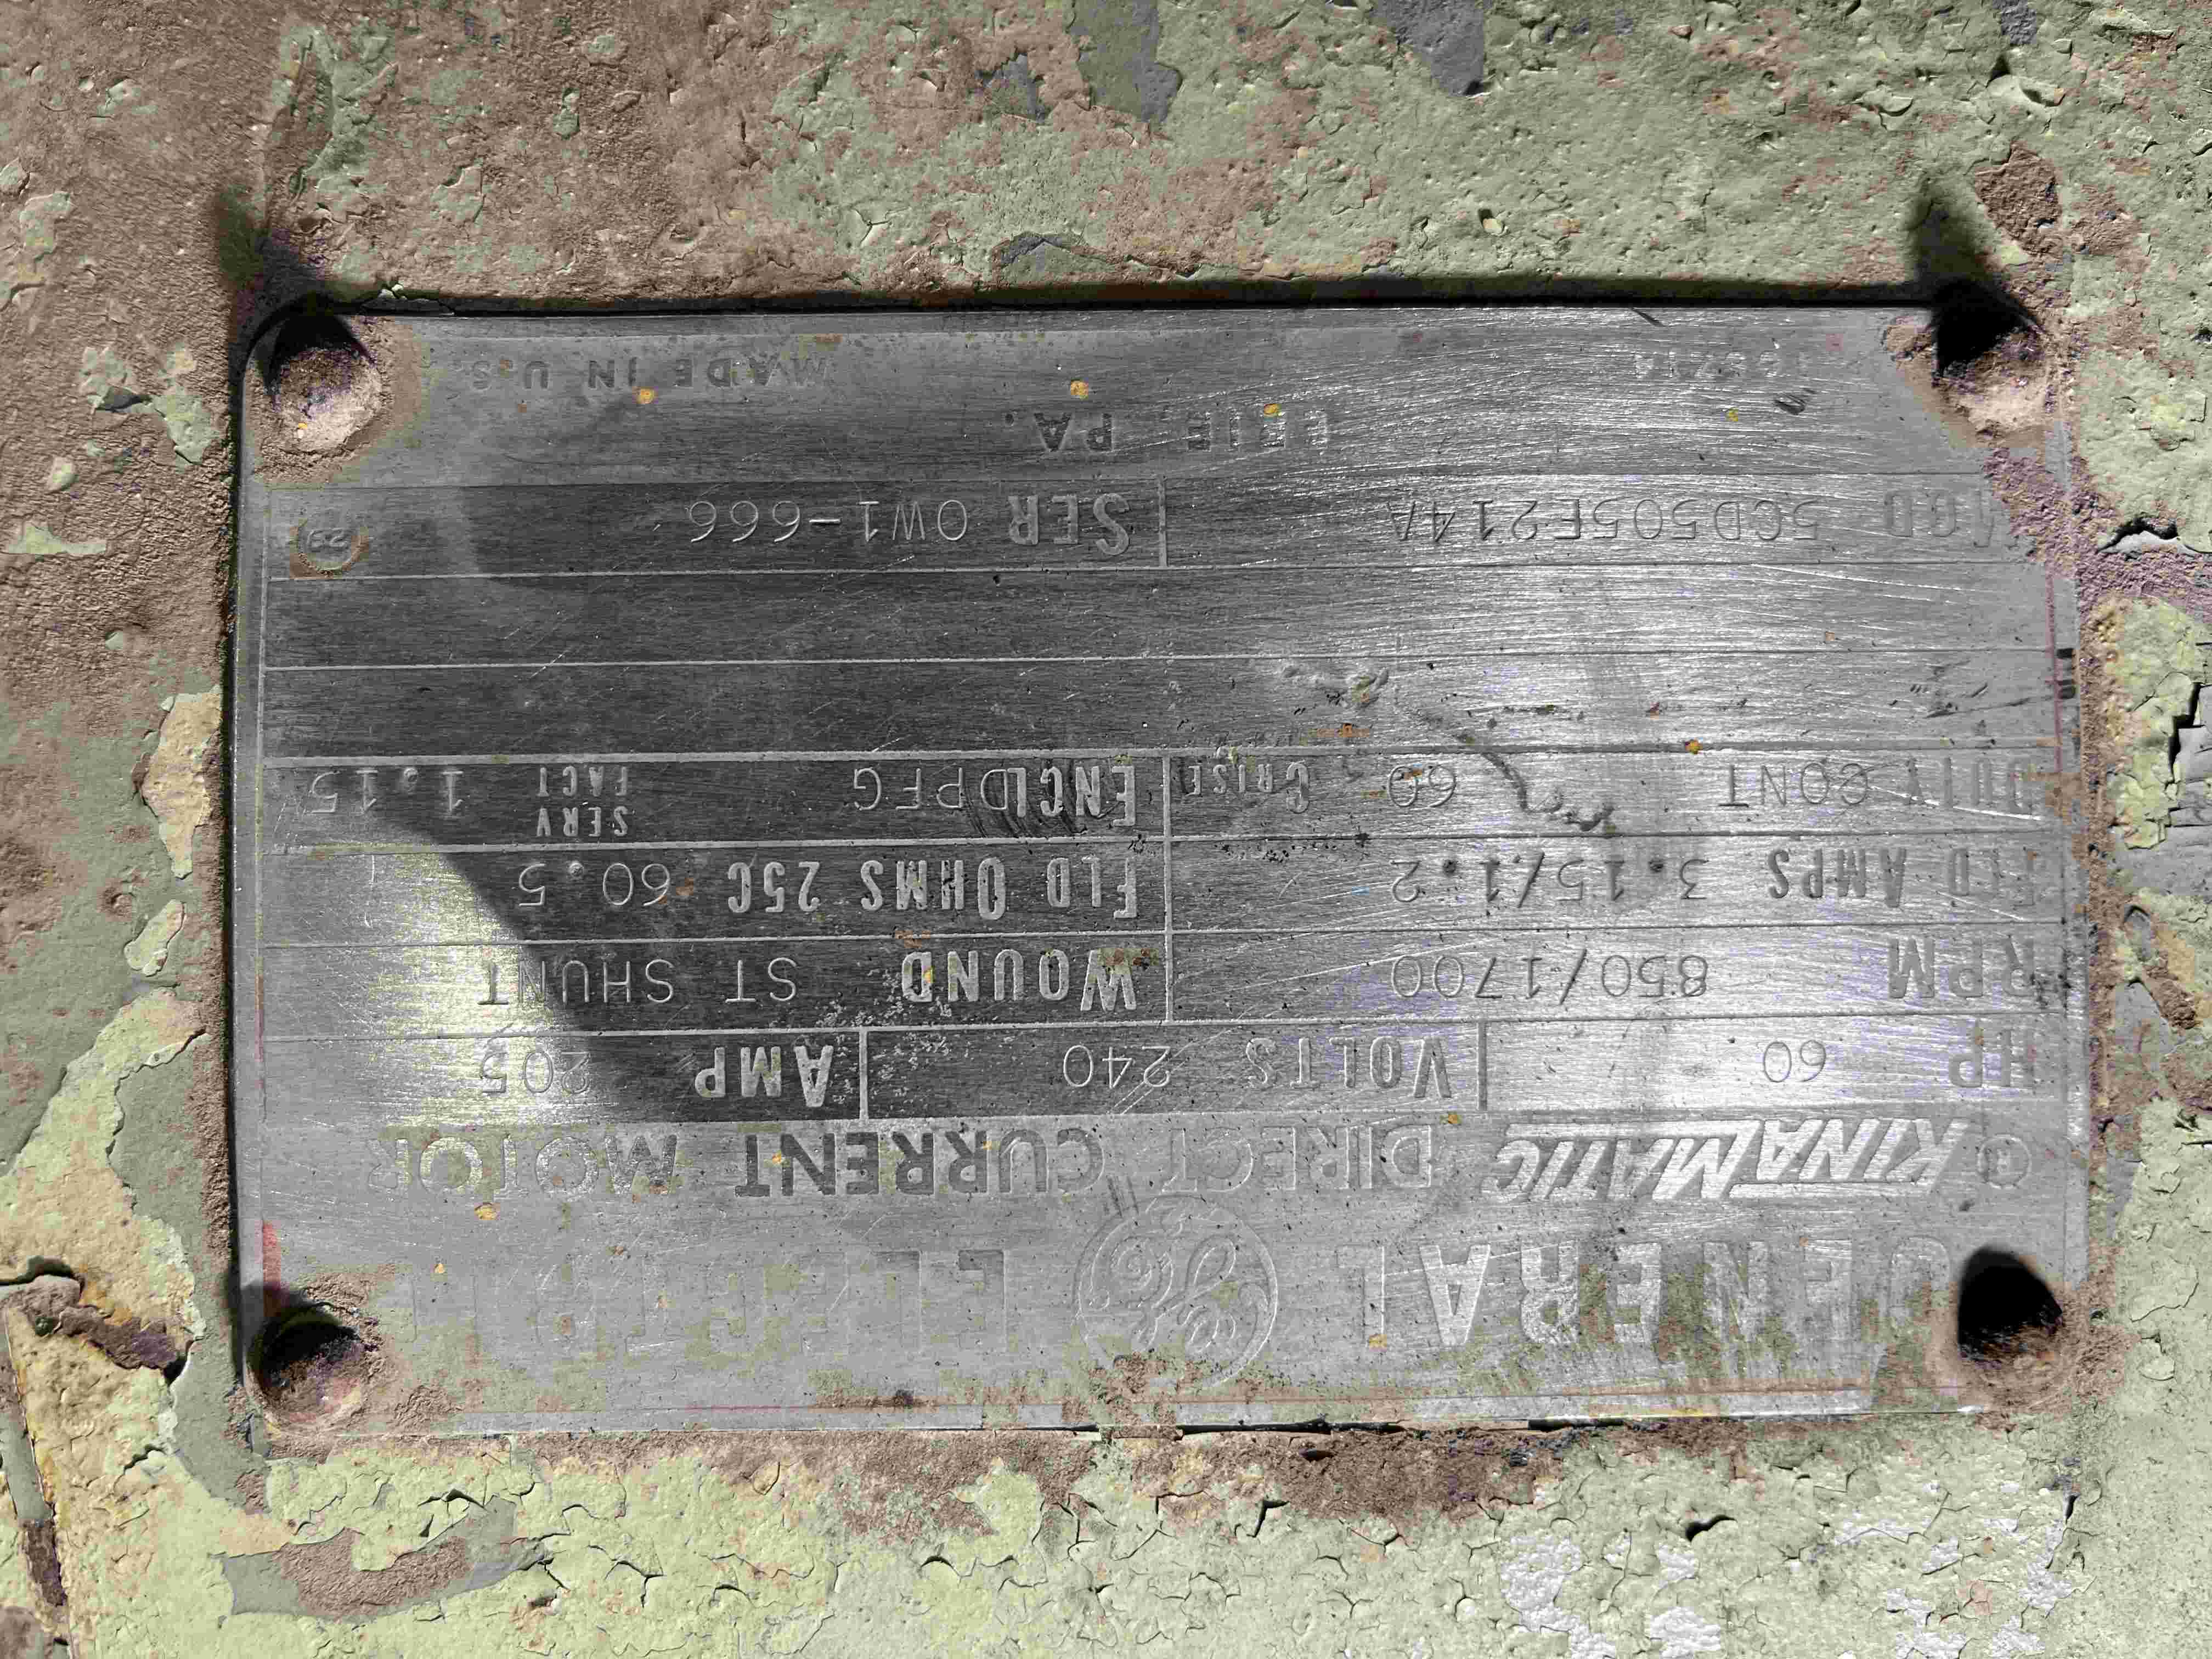 GENERAL ELECTRIC
KINAMATIC DIRECT CURRENT MOTOR
HP 60 VOLTS 240 AMP 205
RPM 850/1700 WOUND ST SHUNT
FLD AMPS 3.15/1.2 FLD OHMS 25C 60.5
DUTY CONT C RISE 60 ENCL DPFG SERV FACT 1.15
MOD 5CD505E214A SER OW1-666 29
ERIE, PA.
MADE IN U.S.